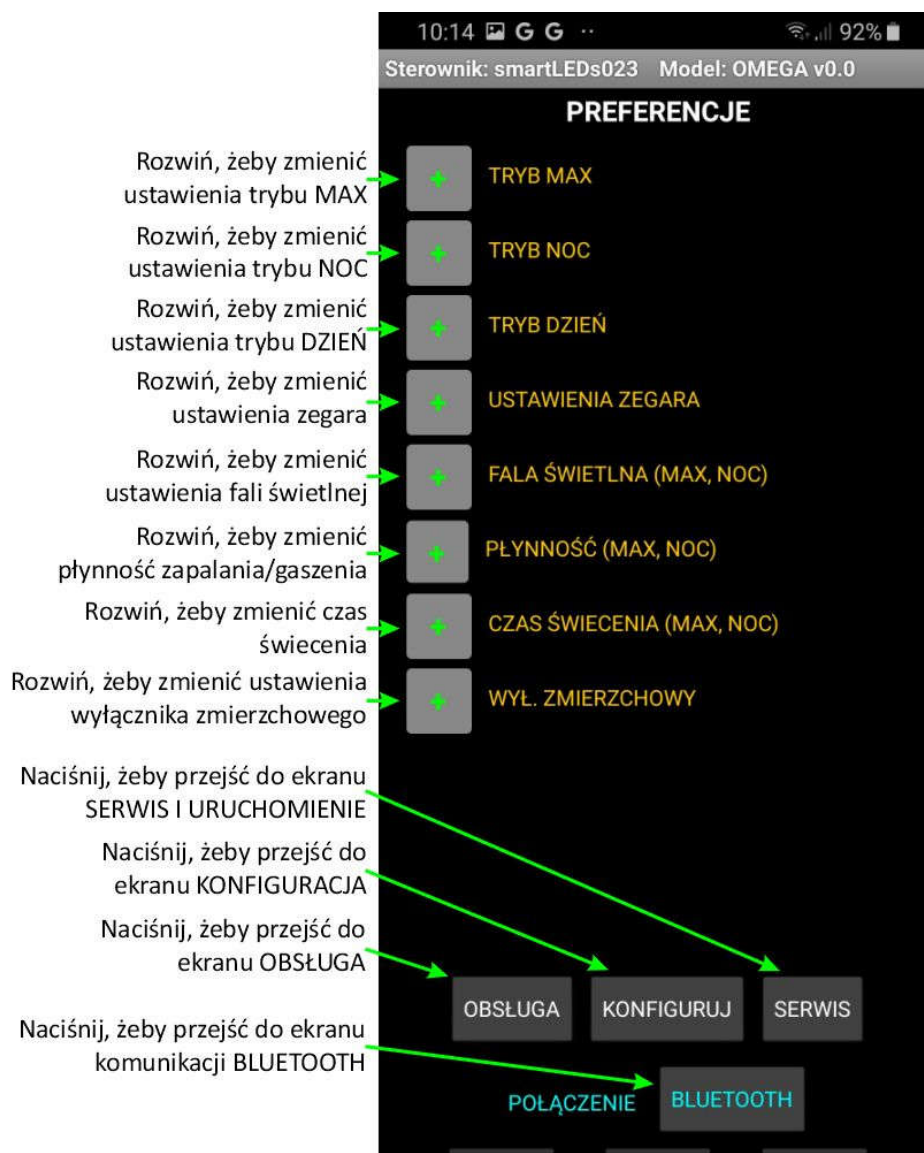 10:14 G G ·· 92%
Sterownik: smartLEDs023 Model: OMEGA v0.0
PREFERENCJE
Rozwiń, żeby zmienić
ustawienia trybu MAX
+ TRYB MAX
Rozwiń, żeby zmienić
ustawienia trybu NOC
+ TRYB NOC
Rozwiń, żeby zmienić
ustawienia trybu DZIEŃ
+ TRYB DZIEŃ
Rozwiń, żeby zmienić
ustawienia zegara
+ USTAWIENIA ZEGARA
Rozwiń, żeby zmienić
ustawienia fali świetlnej
+ FALA ŚWIETLNA (MAX, NOC)
Rozwiń, żeby zmienić
płynność zapalania/gaszenia
+ PŁYNNOŚĆ (MAX, NOC)
Rozwiń, żeby zmienić czas
świecenia
+ CZAS ŚWIECENIA (MAX, NOC)
Rozwiń, żeby zmienić ustawienia
wyłącznika zmierzchowego
+ WYŁ. ZMIERZCHOWY
Naciśnij, żeby przejść do ekranu
SERWIS I URUCHOMIENIE
Naciśnij, żeby przejść do
ekranu KONFIGURACJA
Naciśnij, żeby przejść do
ekranu OBSŁUGA
OBSŁUGA KONFIGURUJ SERWIS
Naciśnij, żeby przejść do ekranu
komunikacji BLUETOOTH
POŁĄCZENIE BLUETOOTH